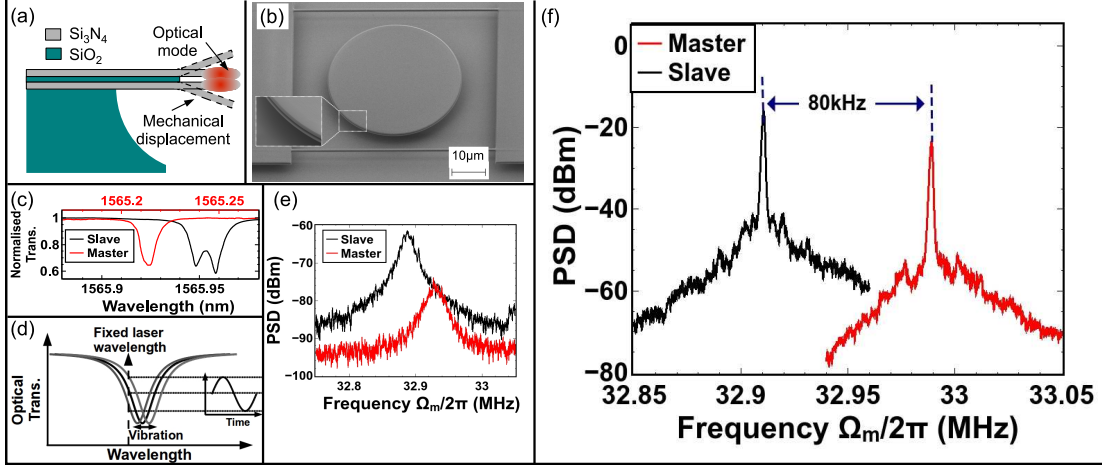 (a)
Si₃N₄
SiO₂
Optical
mode
Mechanical
displacement
(b)
10μm
(c)
1565.2
1565.25
Normalised
Trans.
1
0.8
0.6
Slave
Master
1565.9
1565.95
Wavelength (nm)
(d)
Fixed laser
wavelength
Optical
Trans.
Vibration
Time
Wavelength
(e)
−60
−70
−80
−90
−100
PSD (dBm)
Slave
Master
32.8
32.9
33
Frequency Ωₘ/2π (MHz)
(f)
Master
Slave
80kHz
0
−20
−40
−60
−80
PSD (dBm)
32.85
32.9
32.95
33
33.05
Frequency Ωₘ/2π (MHz)